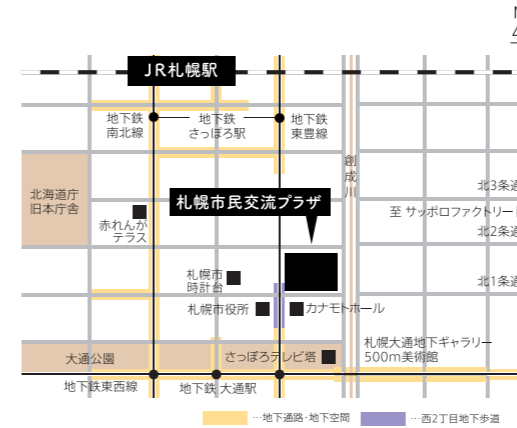 JR札幌駅
地下鉄
南北線
地下鉄
さっぽろ駅
地下鉄
東豊線
創成川
北3条通
北海道庁
旧本庁舎
札幌市民交流プラザ
至 サッポロファクトリー
赤れんが
テラス
北2条通
札幌市
時計台
北1条通
札幌市役所
カナモトホール
札幌大通地下ギャラリー
500m美術館
大通公園
さっぽろテレビ塔
地下鉄東西線
地下鉄 大通駅
…地下通路・地下空間
…西2丁目地下歩道